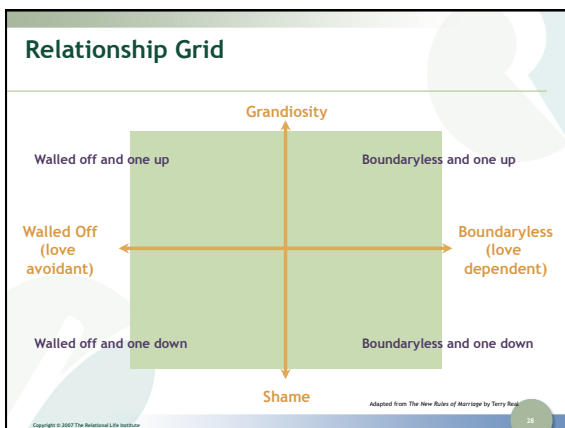 Relationship Grid
Grandiosity
Walled off and one up
Boundaryless and one up
Walled Off
(love
avoidant)
Boundaryless
(love
dependent)
Walled off and one down
Boundaryless and one down
Shame
Adapted from The New Rules of Marriage by Terry Real
Copyright © 2007 The Relational Life Institute
28